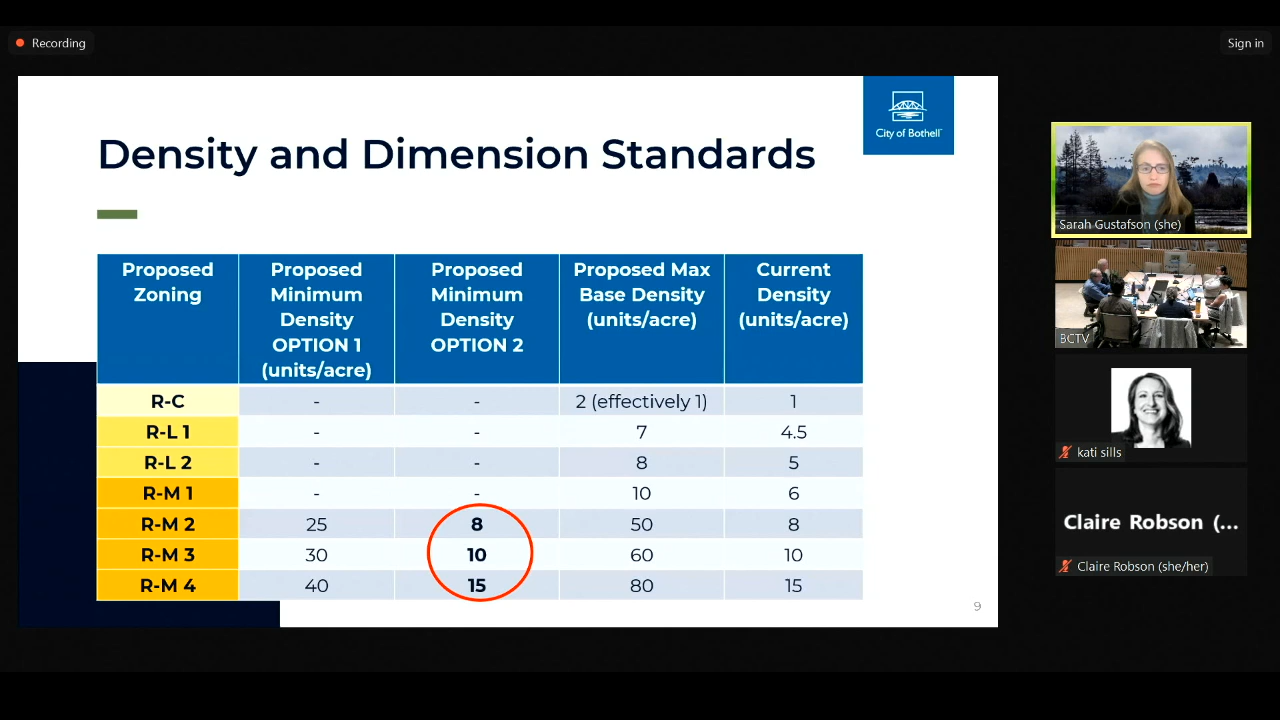 Recording
Sign in
City of Bothell™
Density and Dimension Standards
Proposed Zoning
Proposed Minimum Density OPTION 1 (units/acre)
Proposed Minimum Density OPTION 2
Proposed Max Base Density (units/acre)
Current Density (units/acre)
R-C - - 2 (effectively 1) 1
R-L 1 - - 7 4.5
R-L 2 - - 8 5
R-M 1 - - 10 6
R-M 2 25 8 50 8
R-M 3 30 10 60 10
R-M 4 40 15 80 15
9
Sarah Gustafson (she)
BCTV
kati sills
Claire Robson (...
Claire Robson (she/her)